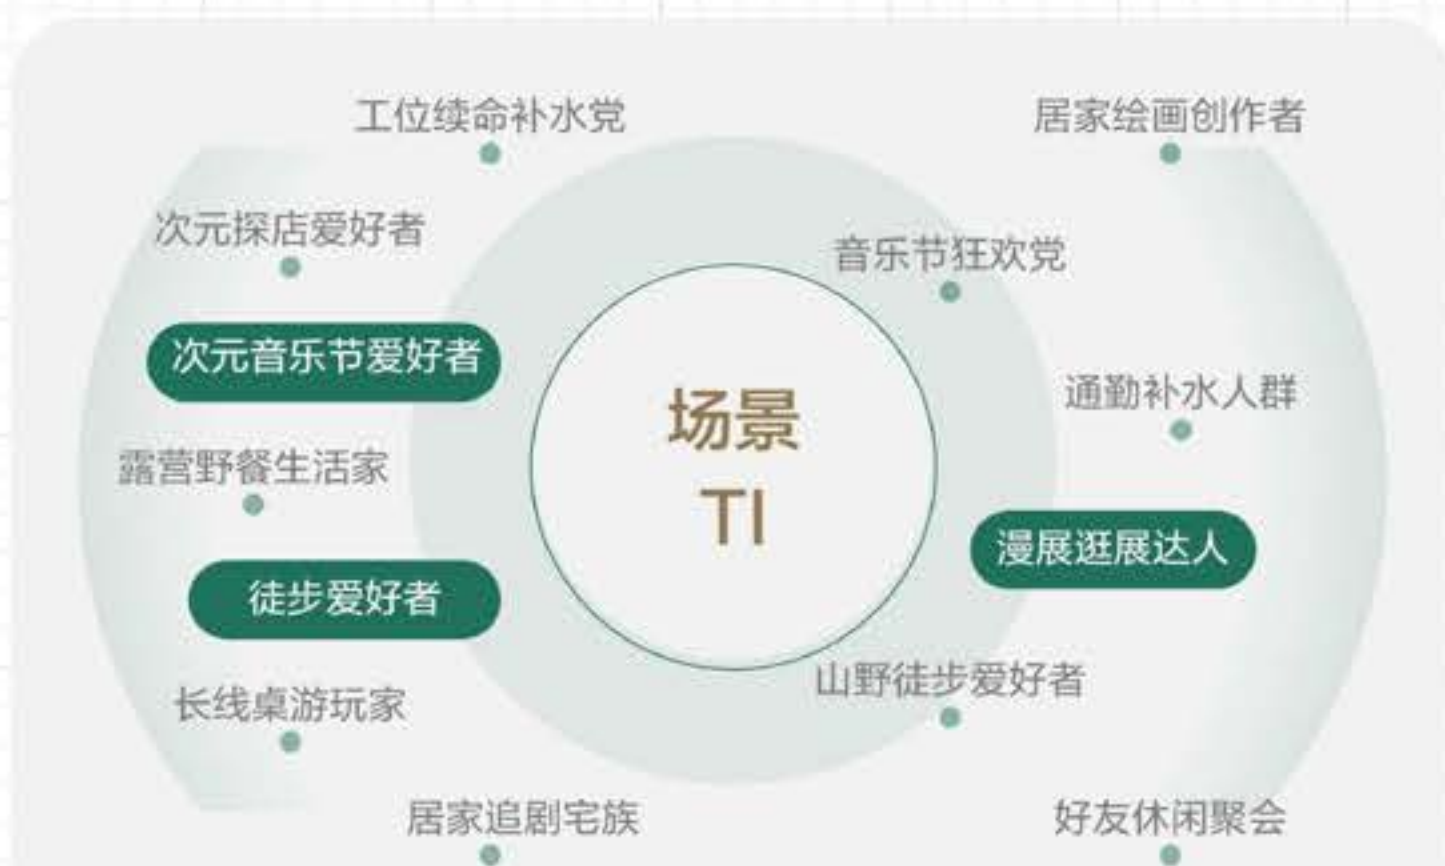 工位续命补水党
居家绘画创作者
次元探店爱好者
音乐节狂欢党
次元音乐节爱好者
通勤补水人群
场景
TI
露营野餐生活家
漫展逛展达人
徒步爱好者
山野徒步爱好者
长线桌游玩家
居家追剧宅族
好友休闲聚会